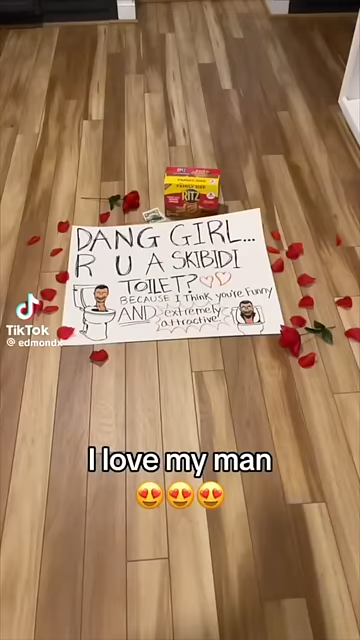 FAMILY SIZE
RITZ
DANG GIRL...
R U A SKIBIDI
TOILET?
BECAUSE I Think you're Funny
AND extremely
attractive
TikTok
@ edmondx
I love my man
😍😍😍